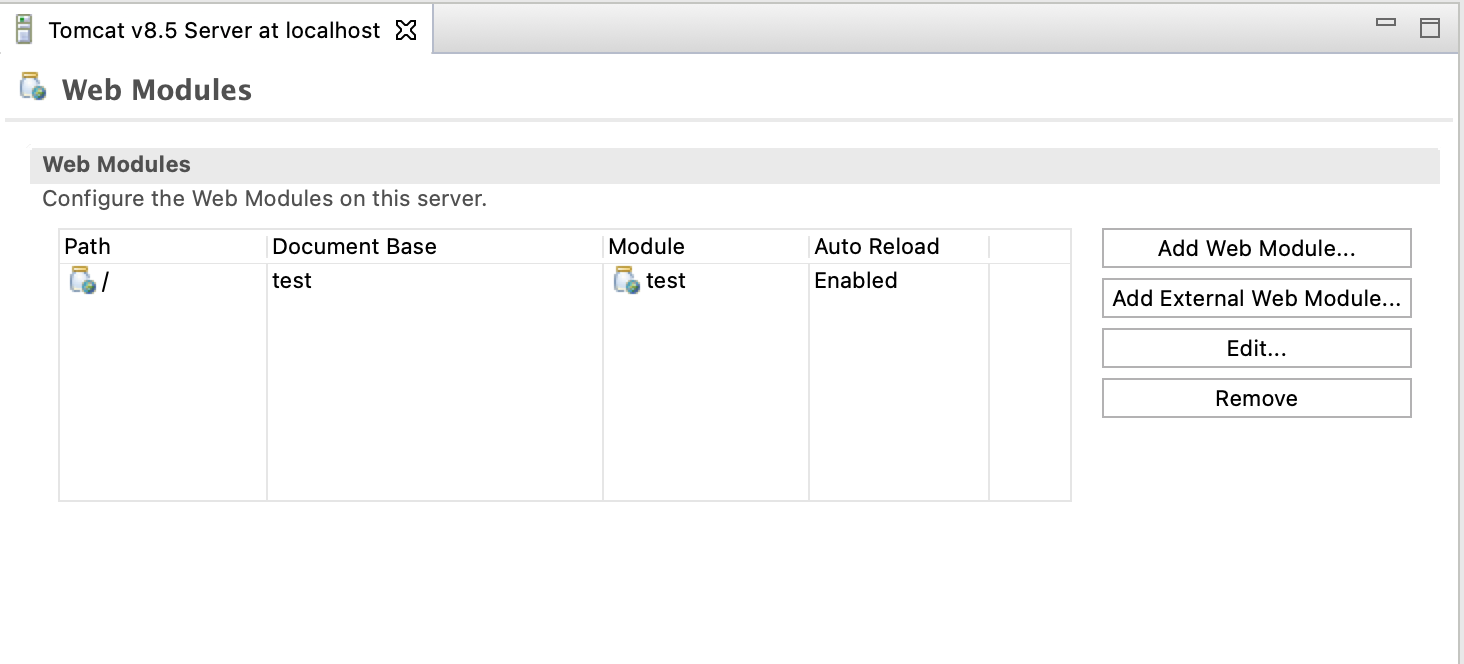 Tomcat v8.5 Server at localhost
Web Modules
Web Modules
Configure the Web Modules on this server.
Path Document Base Module Auto Reload
/ test test Enabled
Add Web Module...
Add External Web Module...
Edit...
Remove